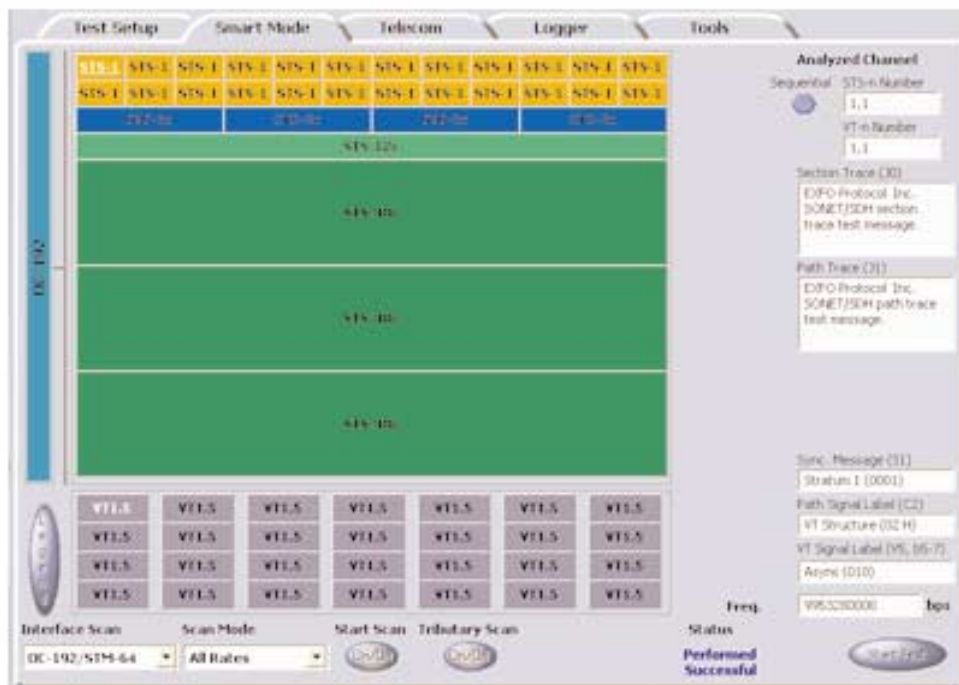 Test Setup Smart Mode Telecom Logger Tools
STS-1 STS-1 STS-1 STS-1 STS-1 STS-1 STS-1 STS-1 STS-1 STS-1 STS-1 STS-1
STS-1 STS-1 STS-1 STS-1 STS-1 STS-1 STS-1 STS-1 STS-1 STS-1 STS-1 STS-1
STS-12c
OC-192
VT1.5 VT1.5 VT1.5 VT1.5 VT1.5 VT1.5 VT1.5
VT1.5 VT1.5 VT1.5 VT1.5 VT1.5 VT1.5 VT1.5
VT1.5 VT1.5 VT1.5 VT1.5 VT1.5 VT1.5 VT1.5
VT1.5 VT1.5 VT1.5 VT1.5 VT1.5 VT1.5 VT1.5
Analyzed Channel
Sequential STS-n Number
1.1
VT-n Number
1.1
Section Trace (J0)
EXFO Protocol Inc.
SONET/SDH section
trace test message.
Path Trace (J1)
EXFO Protocol Inc.
SONET/SDH path trace
test message.
Sync. Message (S1)
Stratum 1 (0001)
Path Signal Label (C2)
VT Structure (02 H)
VT Signal Label (V5, b5-7)
Async (010)
Freq. 9953280000 bps
Interface Scan Scan Mode Start Scan Tributary Scan Status
OC-192/STM-64 All Rates On/Off On/Off Performed
Successful